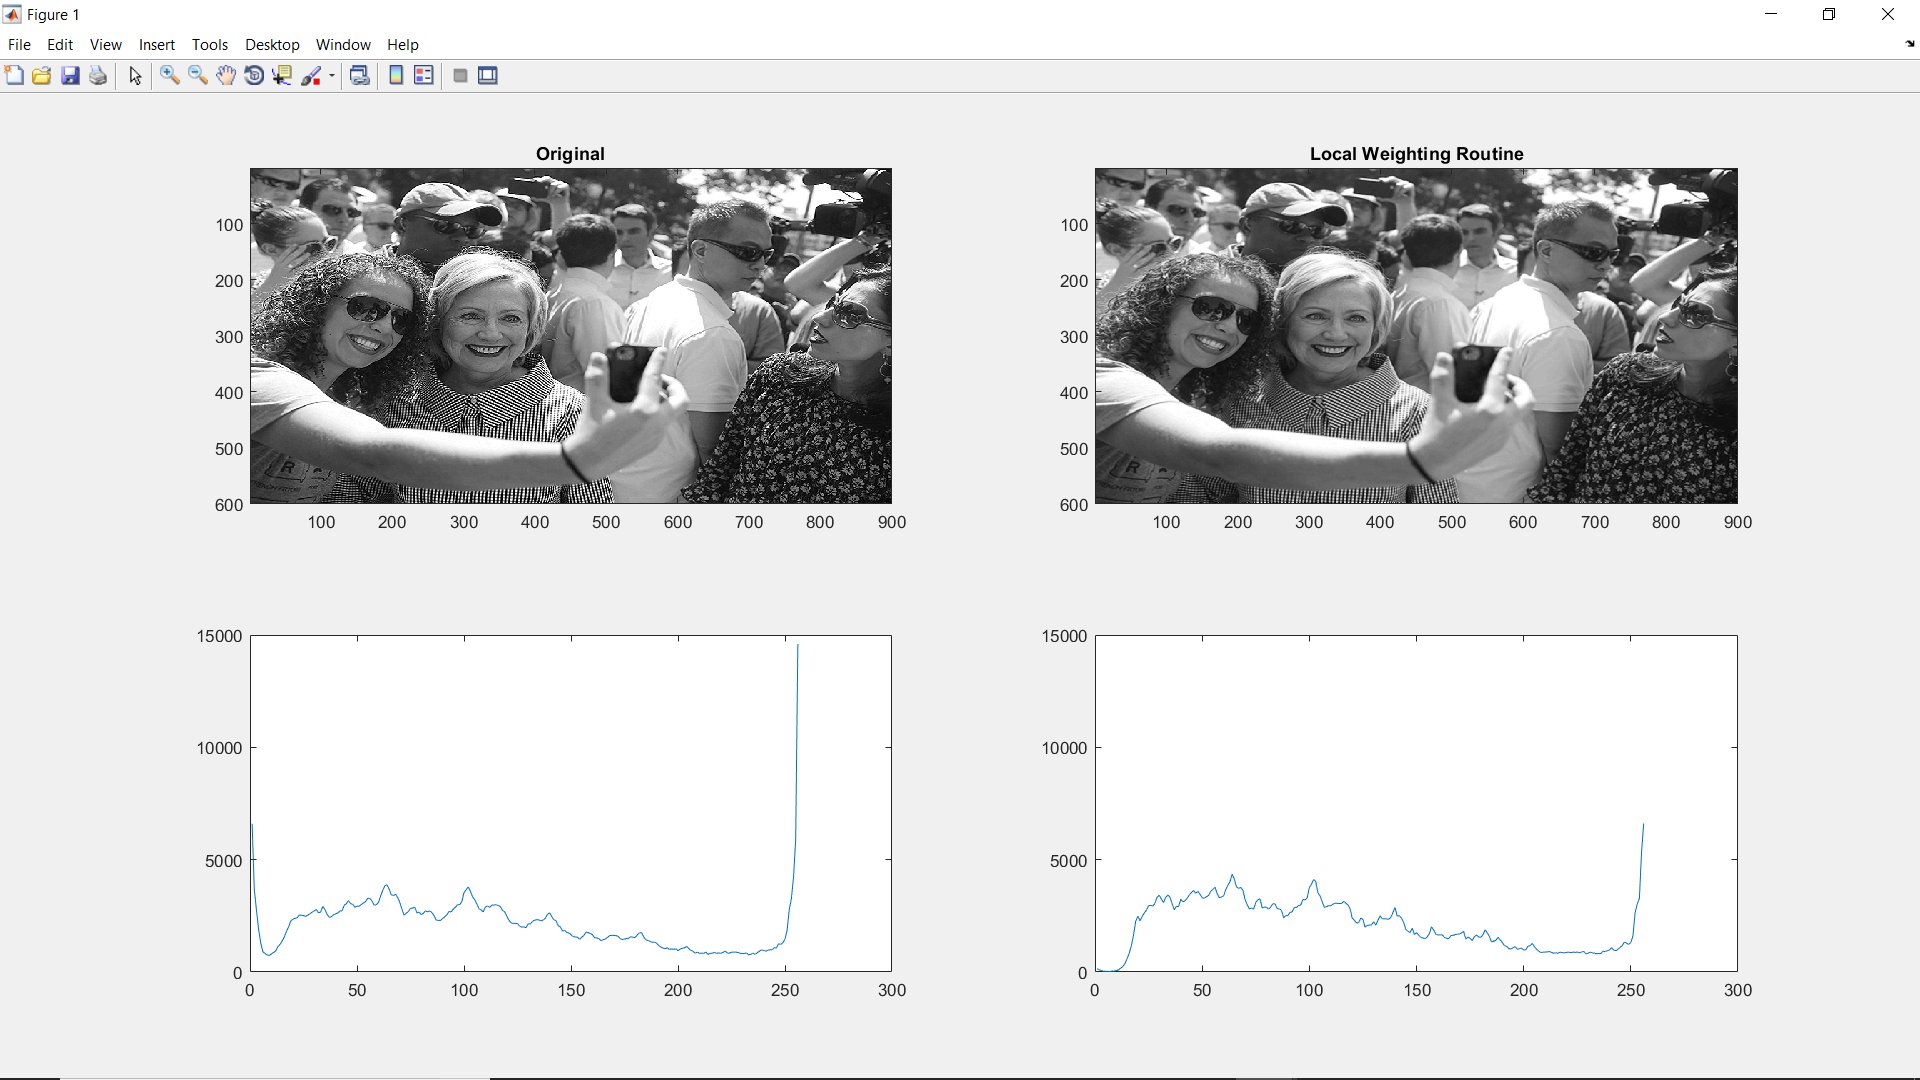 Figure 1
File Edit View Insert Tools Desktop Window Help
Original
100
200
300
400
500
600
100 200 300 400 500 600 700 800 900
R
Local Weighting Routine
100
200
300
400
500
600
100 200 300 400 500 600 700 800 900
R
15000
10000
5000
0
0 50 100 150 200 250 300
15000
10000
5000
0
0 50 100 150 200 250 300